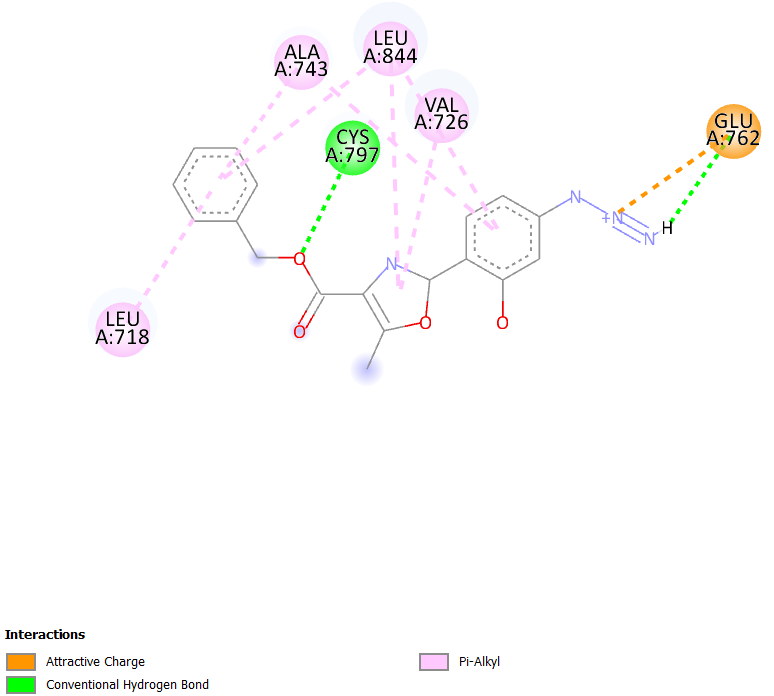 LEU
A:844
ALA
A:743
VAL
A:726
CYS
A:797
GLU
A:762
N
+N
N
H
O
N
O
O
O
LEU
A:718
Interactions
Attractive Charge
Pi-Alkyl
Conventional Hydrogen Bond